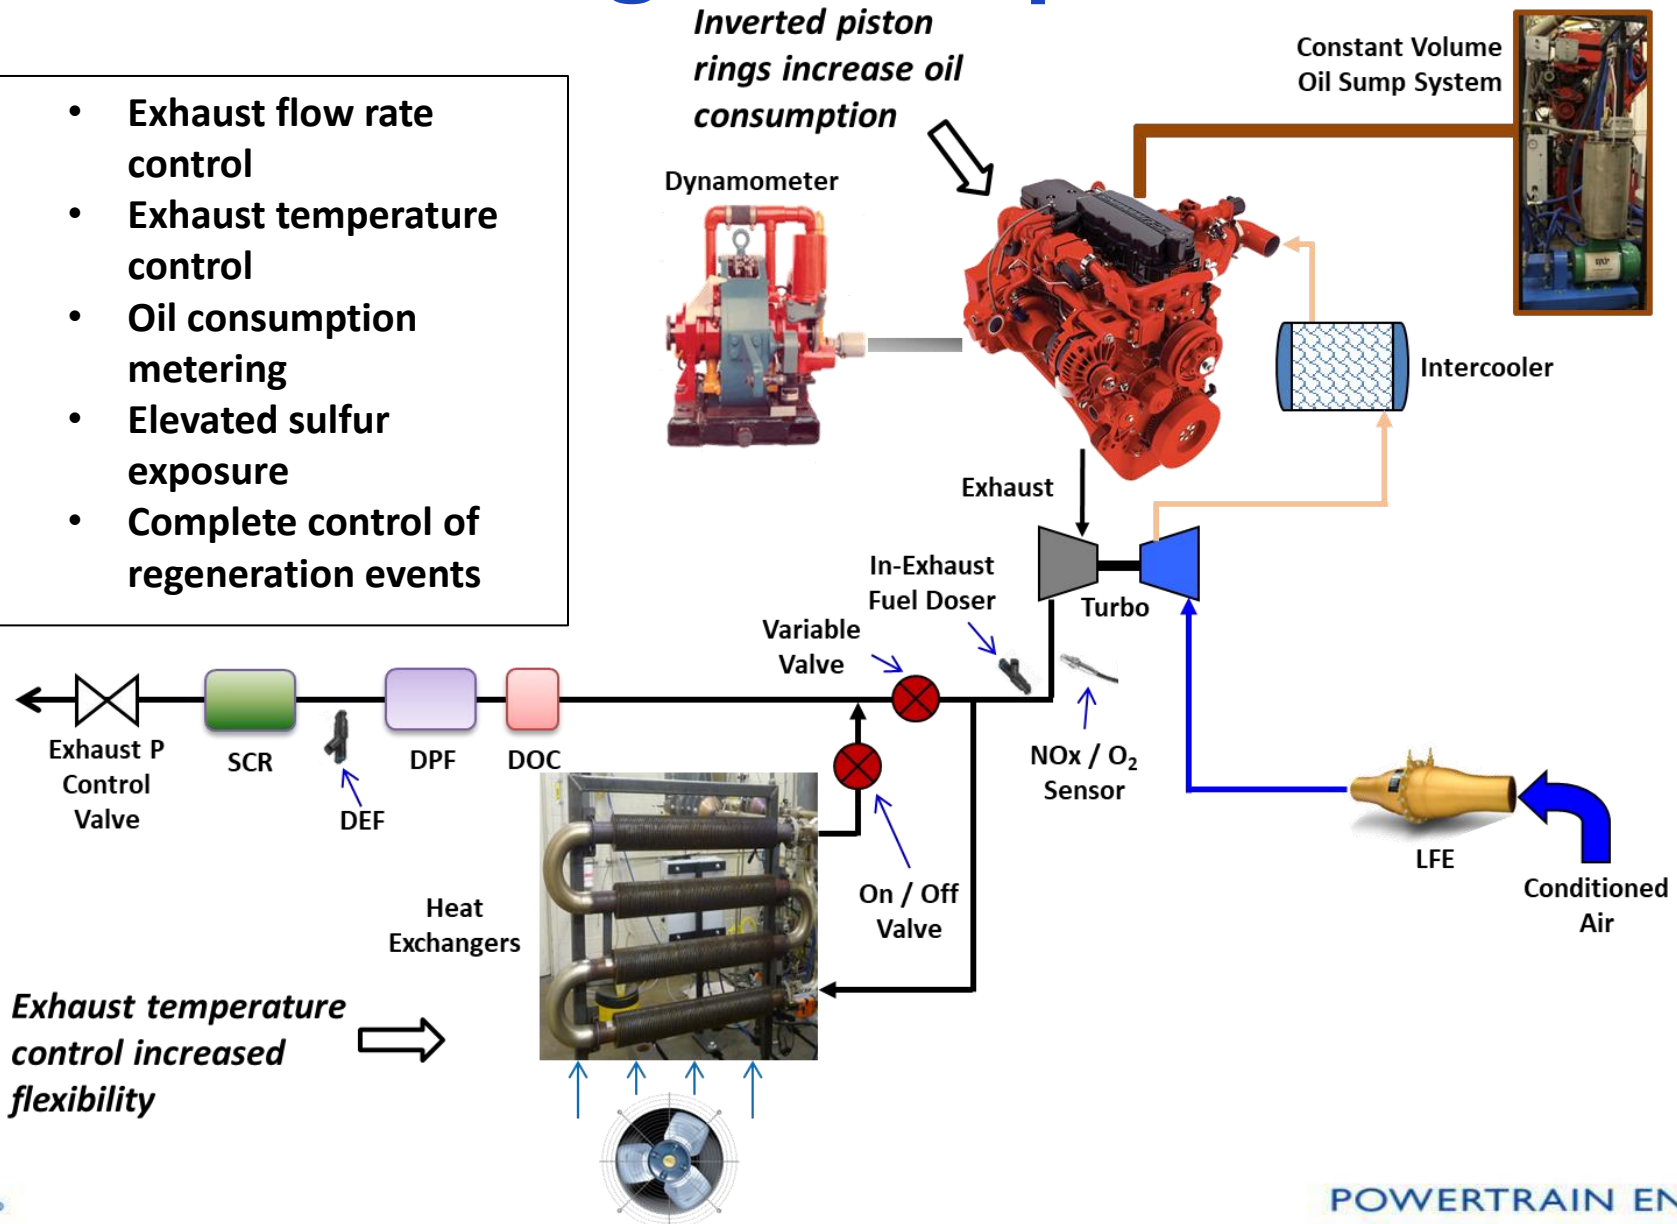 Inverted piston
rings increase oil
consumption
Constant Volume
Oil Sump System
• Exhaust flow rate
control
• Exhaust temperature
control
• Oil consumption
metering
• Elevated sulfur
exposure
• Complete control of
regeneration events
Dynamometer
Intercooler
Exhaust
In-Exhaust
Fuel Doser
Turbo
Variable
Valve
Exhaust P
Control
Valve
SCR
DEF
DPF
DOC
NOx / O₂
Sensor
LFE
Conditioned
Air
On / Off
Valve
Heat
Exchangers
Exhaust temperature
control increased
flexibility
POWERTRAIN EN